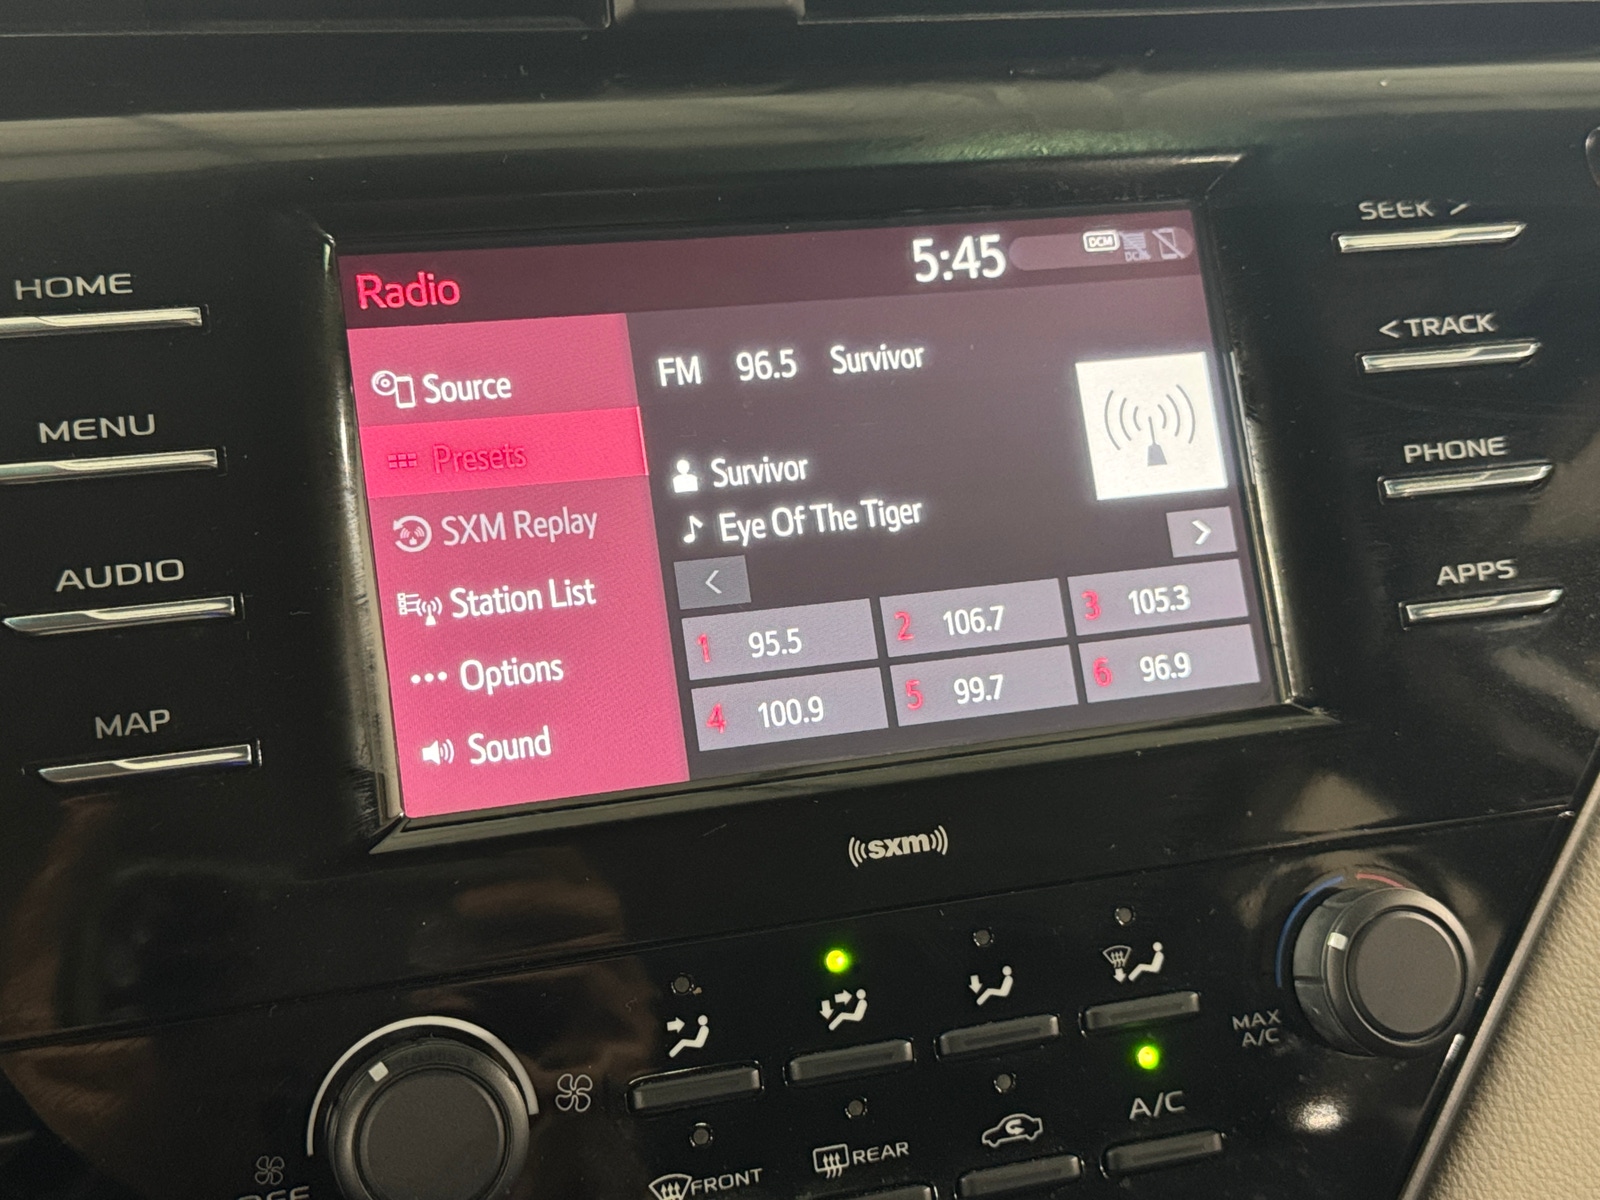 HOME
MENU
AUDIO
MAP
Radio
5:45
DCM
DCM
Source
Presets
SXM Replay
Station List
Options
Sound
FM 96.5 Survivor
Survivor
Eye Of The Tiger
<
>
1 95.5
2 106.7
3 105.3
4 100.9
5 99.7
6 96.9
SEEK >
< TRACK
PHONE
APPS
((sxm))
MAX
A/C
A/C
FRONT
REAR